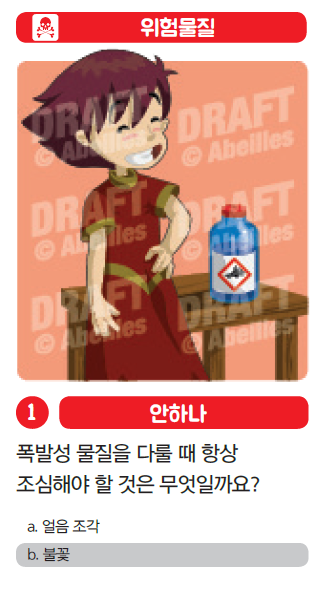 위험물질
DRAFT
DRAFT
© Abeilles
© Abeilles
DRAFT
DRAFT
© Abeilles
© Abeilles
DRAFT
DRAFT
© Abeilles
© Abeilles
1 안하나
폭발성 물질을 다룰 때 항상
조심해야 할 것은 무엇일까요?
a. 얼음 조각
b. 불꽃